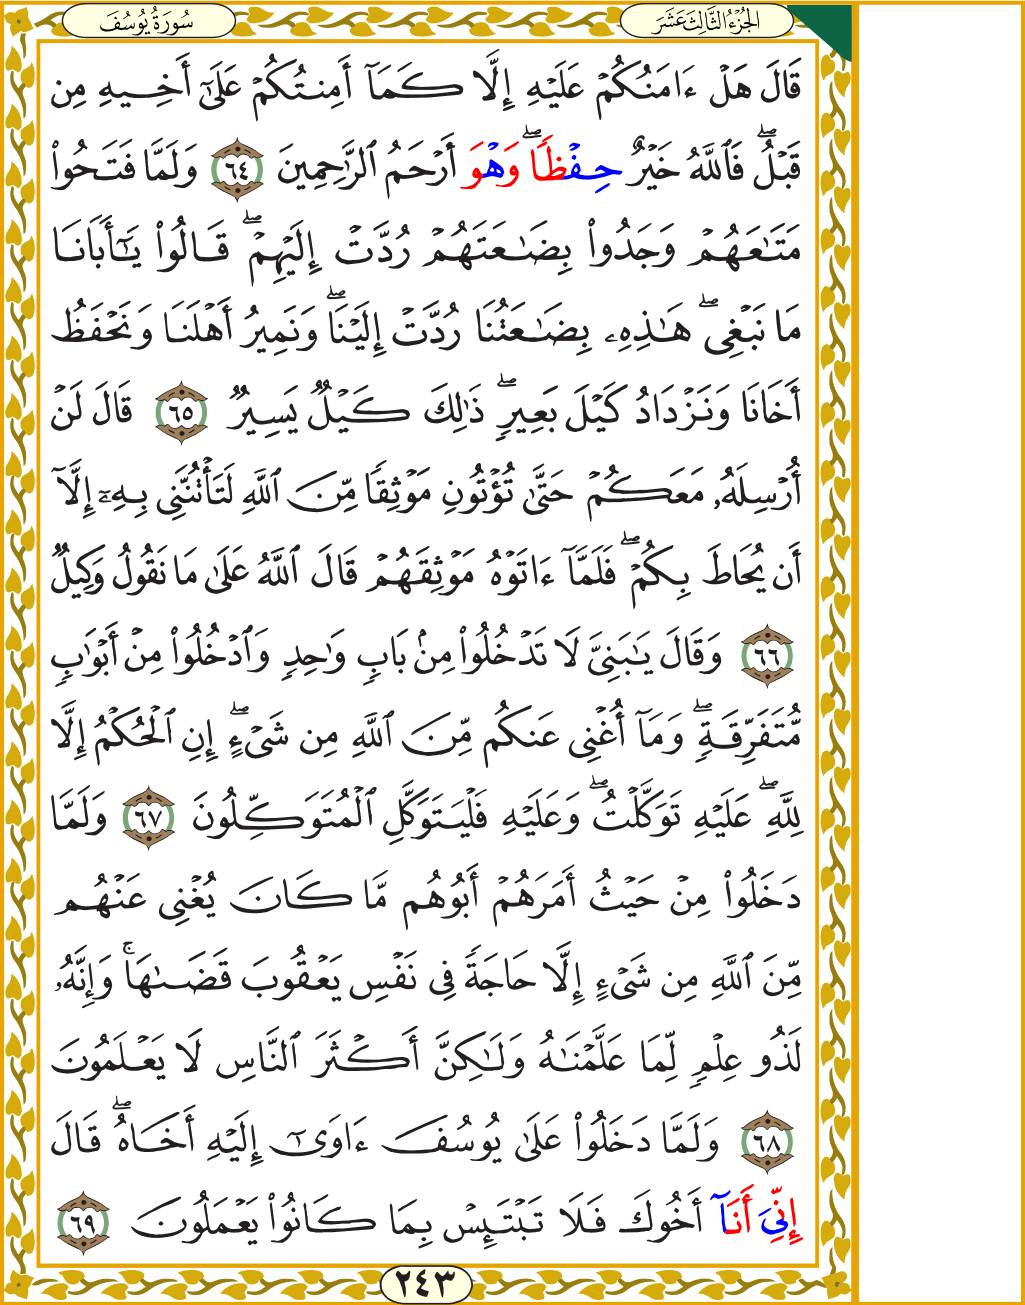 الجُزْءُ الثَّالِثَ عَشَرَ
سُورَةُ يُوسُفَ
قَالَ هَلْ ءَامَنُكُمْ عَلَيْهِ إِلَّا كَمَآ أَمِنتُكُمْ عَلَىٰٓ أَخِيهِ مِن
قَبْلُۖ فَٱللَّهُ خَيْرٌ حِفْظًاۖ وَهْوَ أَرْحَمُ ٱلرَّٰحِمِينَ ٦٤ وَلَمَّا فَتَحُوا۟
مَتَٰعَهُمْ وَجَدُوا۟ بِضَٰعَتَهُمْ رُدَّتْ إِلَيْهِمْۖ قَالُوا۟ يَٰٓأَبَانَا
مَا نَبْغِىۖ هَٰذِهِۦ بِضَٰعَتُنَا رُدَّتْ إِلَيْنَاۖ وَنَمِيرُ أَهْلَنَا وَنَحْفَظُ
أَخَانَا وَنَزْدَادُ كَيْلَ بَعِيرٍۖ ذَٰلِكَ كَيْلٌ يَسِيرٌ ٦٥ قَالَ لَنْ
أُرْسِلَهُۥ مَعَكُمْ حَتَّىٰ تُؤْتُونِ مَوْثِقًا مِّنَ ٱللَّهِ لَتَأْتُنَّنِى بِهِۦٓ إِلَّآ
أَن يُحَاطَ بِكُمْۖ فَلَمَّآ ءَاتَوْهُ مَوْثِقَهُمْ قَالَ ٱللَّهُ عَلَىٰ مَا نَقُولُ وَكِيلٌ
٦٦ وَقَالَ يَٰبَنِىَّ لَا تَدْخُلُوا۟ مِنۢ بَابٍ وَٰحِدٍ وَٱدْخُلُوا۟ مِنْ أَبْوَٰبٍ
مُّتَفَرِّقَةٍۖ وَمَآ أُغْنِى عَنكُم مِّنَ ٱللَّهِ مِن شَىْءٍۖ إِنِ ٱلْحُكْمُ إِلَّا
لِلَّهِۖ عَلَيْهِ تَوَكَّلْتُۖ وَعَلَيْهِ فَلْيَتَوَكَّلِ ٱلْمُتَوَكِّلُونَ ٦٧ وَلَمَّا
دَخَلُوا۟ مِنْ حَيْثُ أَمَرَهُمْ أَبُوهُم مَّا كَانَ يُغْنِى عَنْهُم
مِّنَ ٱللَّهِ مِن شَىْءٍ إِلَّا حَاجَةً فِى نَفْسِ يَعْقُوبَ قَضَىٰهَاۚ وَإِنَّهُۥ
لَذُو عِلْمٍ لِّمَا عَلَّمْنَٰهُ وَلَٰكِنَّ أَكْثَرَ ٱلنَّاسِ لَا يَعْلَمُونَ
٦٨ وَلَمَّا دَخَلُوا۟ عَلَىٰ يُوسُفَ ءَاوَىٰٓ إِلَيْهِ أَخَاهُۖ قَالَ
إِنِّىَ أَنَآ أَخُوكَ فَلَا تَبْتَئِسْ بِمَا كَانُوا۟ يَعْمَلُونَ ٦٩
٢٤٣